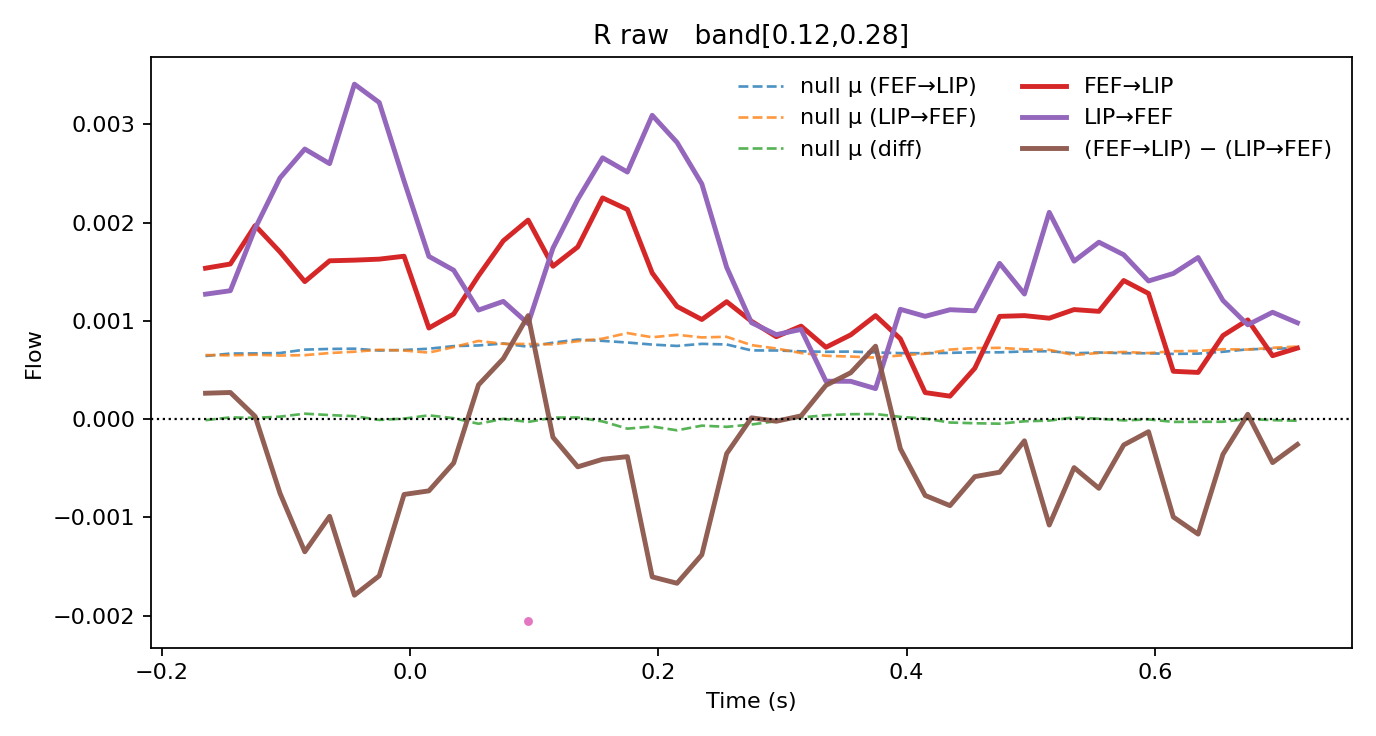 R raw   band[0.12,0.28]
null μ (FEF→LIP)
null μ (LIP→FEF)
null μ (diff)
FEF→LIP
LIP→FEF
(FEF→LIP) − (LIP→FEF)
Flow
0.003
0.002
0.001
0.000
−0.001
−0.002
−0.2
0.0
0.2
0.4
0.6
Time (s)